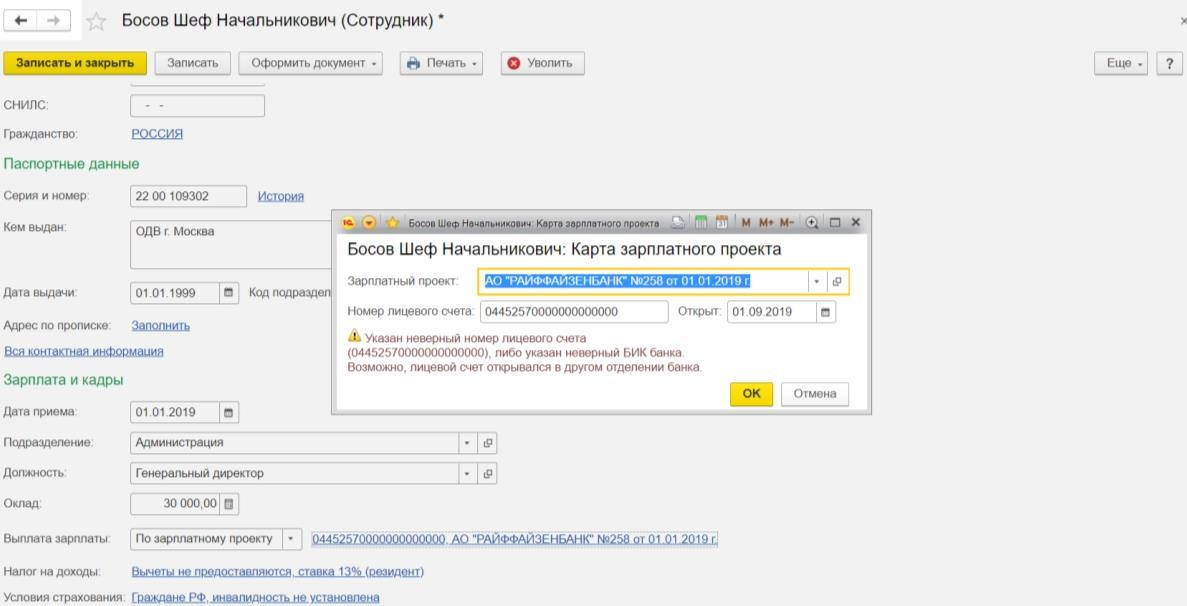 Босов Шеф Начальникович (Сотрудник) *
Записать и закрыть Записать Оформить документ Печать Уволить Еще ?
СНИЛС: - -
Гражданство: РОССИЯ
Паспортные данные
Серия и номер: 22 00 109302 История
Кем выдан: ОДВ г. Москва
Дата выдачи: 01.01.1999 Код подраздел
Адрес по прописке: Заполнить
Вся контактная информация
Зарплата и кадры
Дата приема: 01.01.2019
Подразделение: Администрация
Должность: Генеральный директор
Оклад: 30 000,00
Выплата зарплаты: По зарплатному проекту 04452570000000000000, АО "РАЙФФАЙЗЕНБАНК" №258 от 01.01.2019 г.
Налог на доходы: Вычеты не предоставляются, ставка 13% (резидент)
Условия страхования: Граждане РФ, инвалидность не установлена
1С Босов Шеф Начальникович: Карта зарплатного проекта 31 M M+ M-
Босов Шеф Начальникович: Карта зарплатного проекта
Зарплатный проект: АО "РАЙФФАЙЗЕНБАНК" №258 от 01.01.2019 г.
Номер лицевого счета: 04452570000000000000 Открыт: 01.09.2019
Указан неверный номер лицевого счета
(04452570000000000000), либо указан неверный БИК банка.
Возможно, лицевой счет открывался в другом отделении банка.
OK Отмена